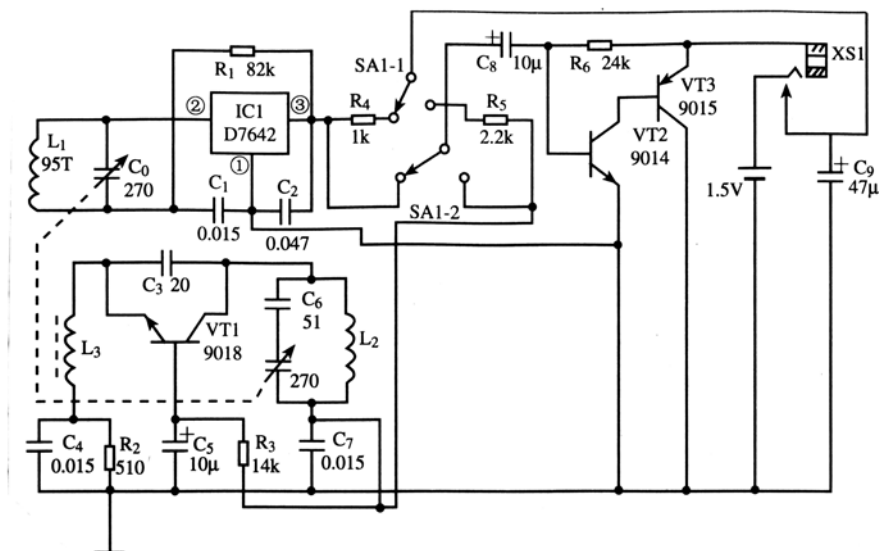 R₁ 82k
SA1-1
C₈
+
10μ
R₆ 24k
XS1
②
IC1
D7642
③
①
R₄
1k
R₅
2.2k
VT3
9015
VT2
9014
L₁
95T
C₀
270
C₁
0.015
C₂
0.047
SA1-2
1.5V
+
C₉
47μ
C₃ 20
VT1
9018
L₃
C₆
51
270
L₂
C₄
0.015
R₂
510
+
C₅
10μ
R₃
14k
C₇
0.015